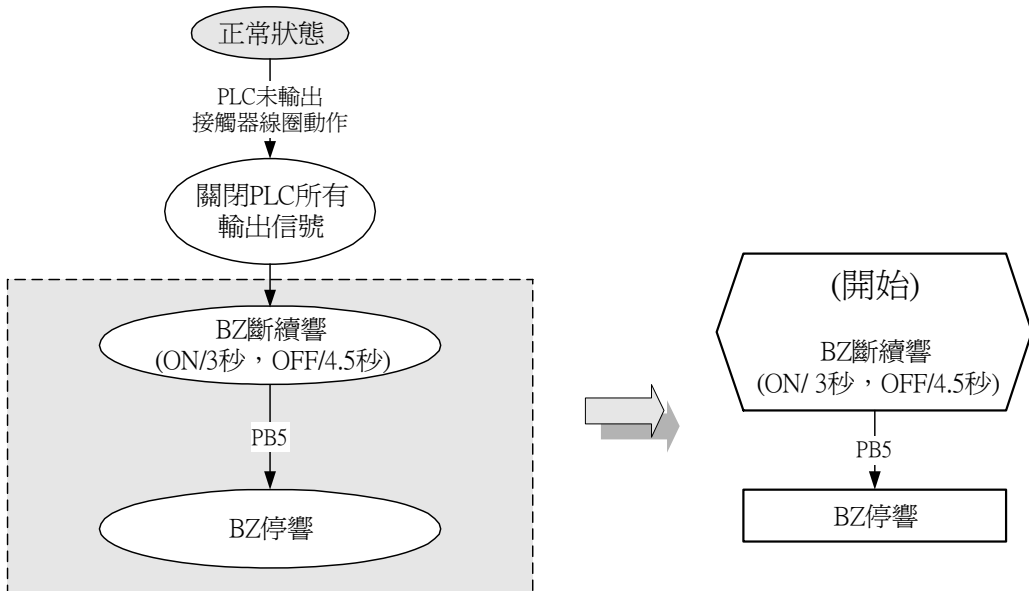 正常狀態
PLC未輸出
接觸器線圈動作
關閉PLC所有
輸出信號
BZ斷續響
(ON/3秒，OFF/4.5秒)
PB5
BZ停響
(開始)
BZ斷續響
(ON/ 3秒，OFF/4.5秒)
PB5
BZ停響